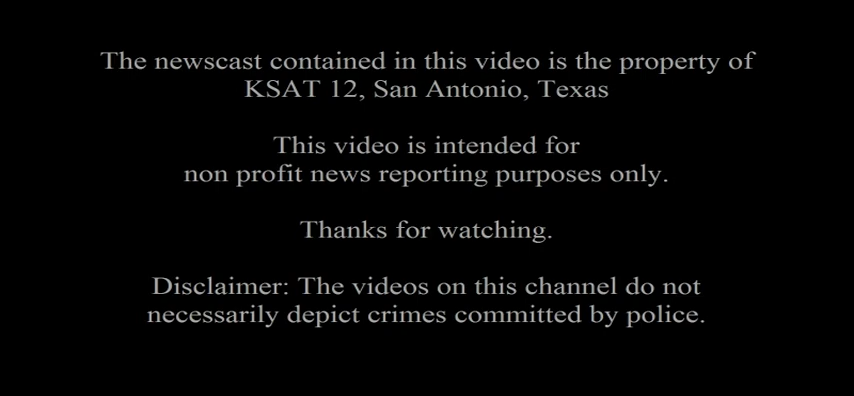 The newscast contained in this video is the property of
KSAT 12, San Antonio, Texas
This video is intended for
non profit news reporting purposes only.
Thanks for watching.
Disclaimer: The videos on this channel do not
necessarily depict crimes committed by police.